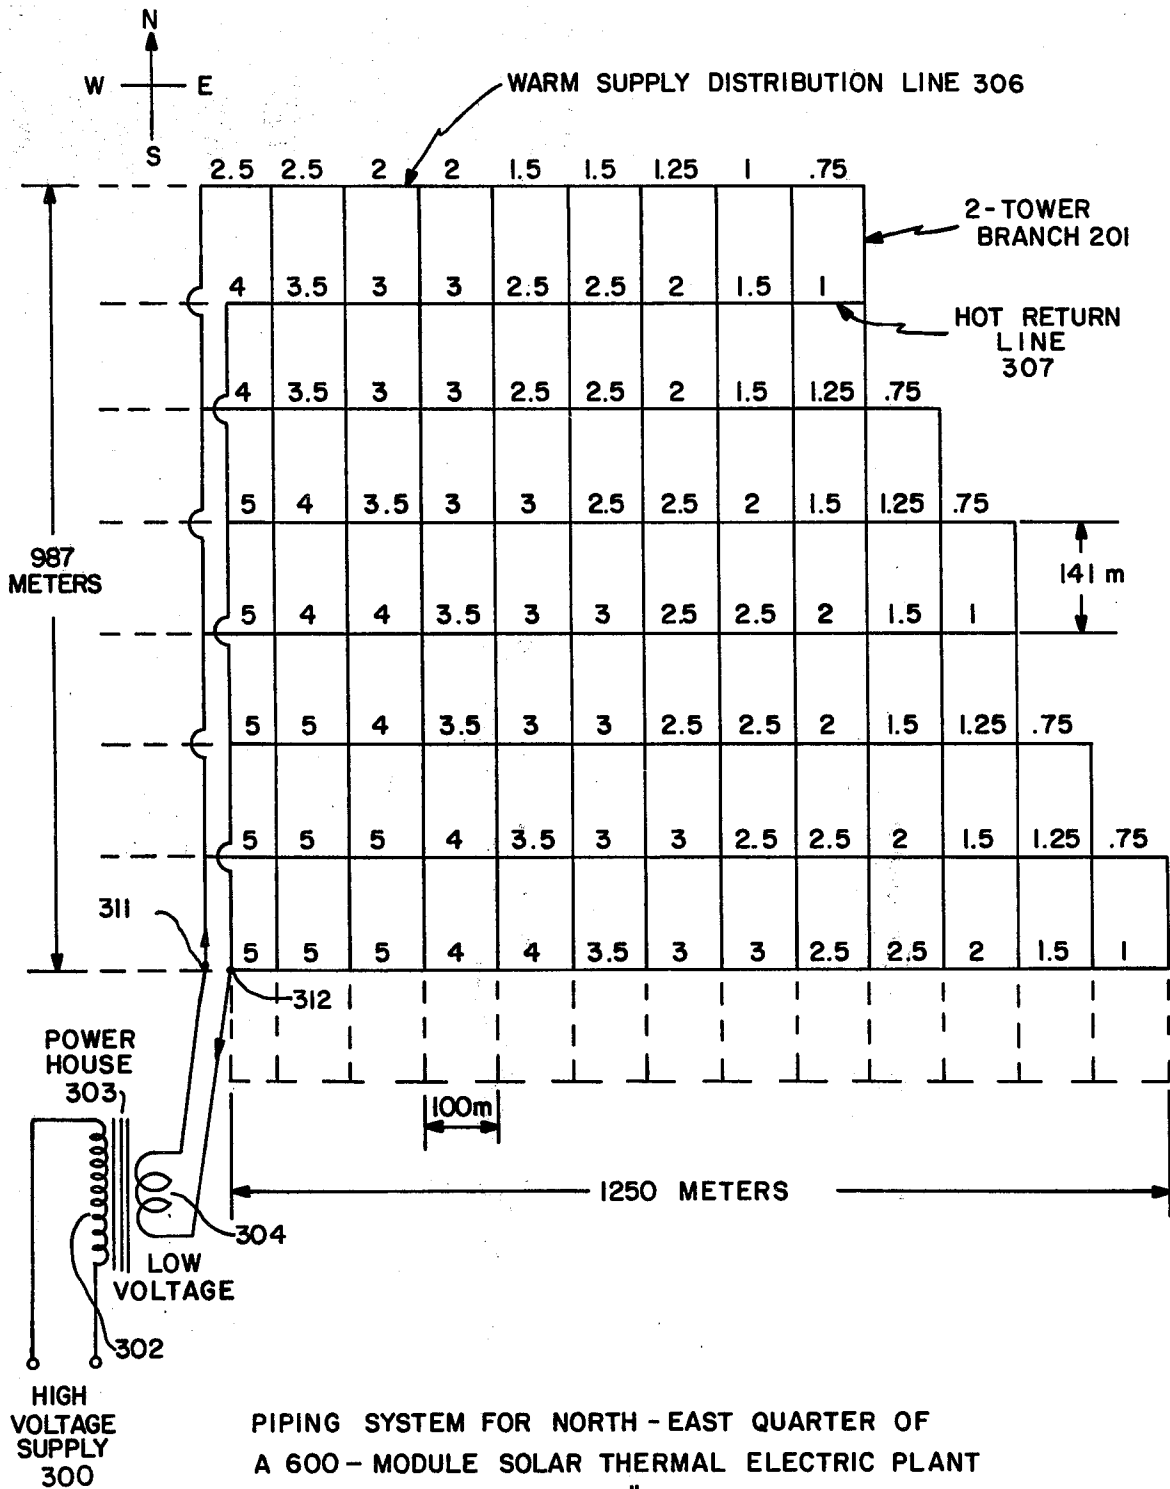 N
W E
S
WARM SUPPLY DISTRIBUTION LINE 306
2.5 2.5 2 2 1.5 1.5 1.25 1 .75
2-TOWER
BRANCH 201
4 3.5 3 3 2.5 2.5 2 1.5 1
HOT RETURN
LINE
307
4 3.5 3 3 2.5 2.5 2 1.5 1.25 .75
5 4 3.5 3 3 2.5 2.5 2 1.5 1.25 .75
987
METERS
141 m
5 4 4 3.5 3 3 2.5 2.5 2 1.5 1
5 5 4 3.5 3 3 2.5 2.5 2 1.5 1.25 .75
5 5 5 4 3.5 3 3 2.5 2.5 2 1.5 1.25 .75
311
5 5 5 4 4 3.5 3 3 2.5 2.5 2 1.5 1
312
POWER
HOUSE
303
100m
1250 METERS
304
LOW
VOLTAGE
302
HIGH
VOLTAGE
SUPPLY
300
PIPING SYSTEM FOR NORTH-EAST QUARTER OF
A 600-MODULE SOLAR THERMAL ELECTRIC PLANT